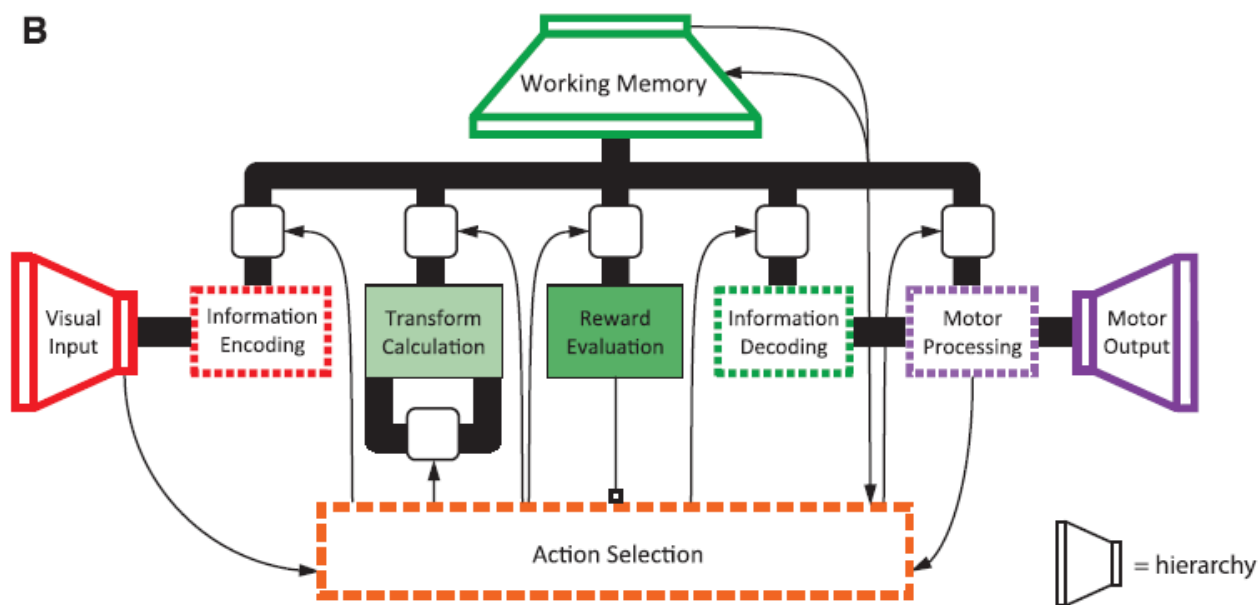 B
Working Memory
Visual
Input
Information
Encoding
Transform
Calculation
Reward
Evaluation
Information
Decoding
Motor
Processing
Motor
Output
Action Selection
= hierarchy